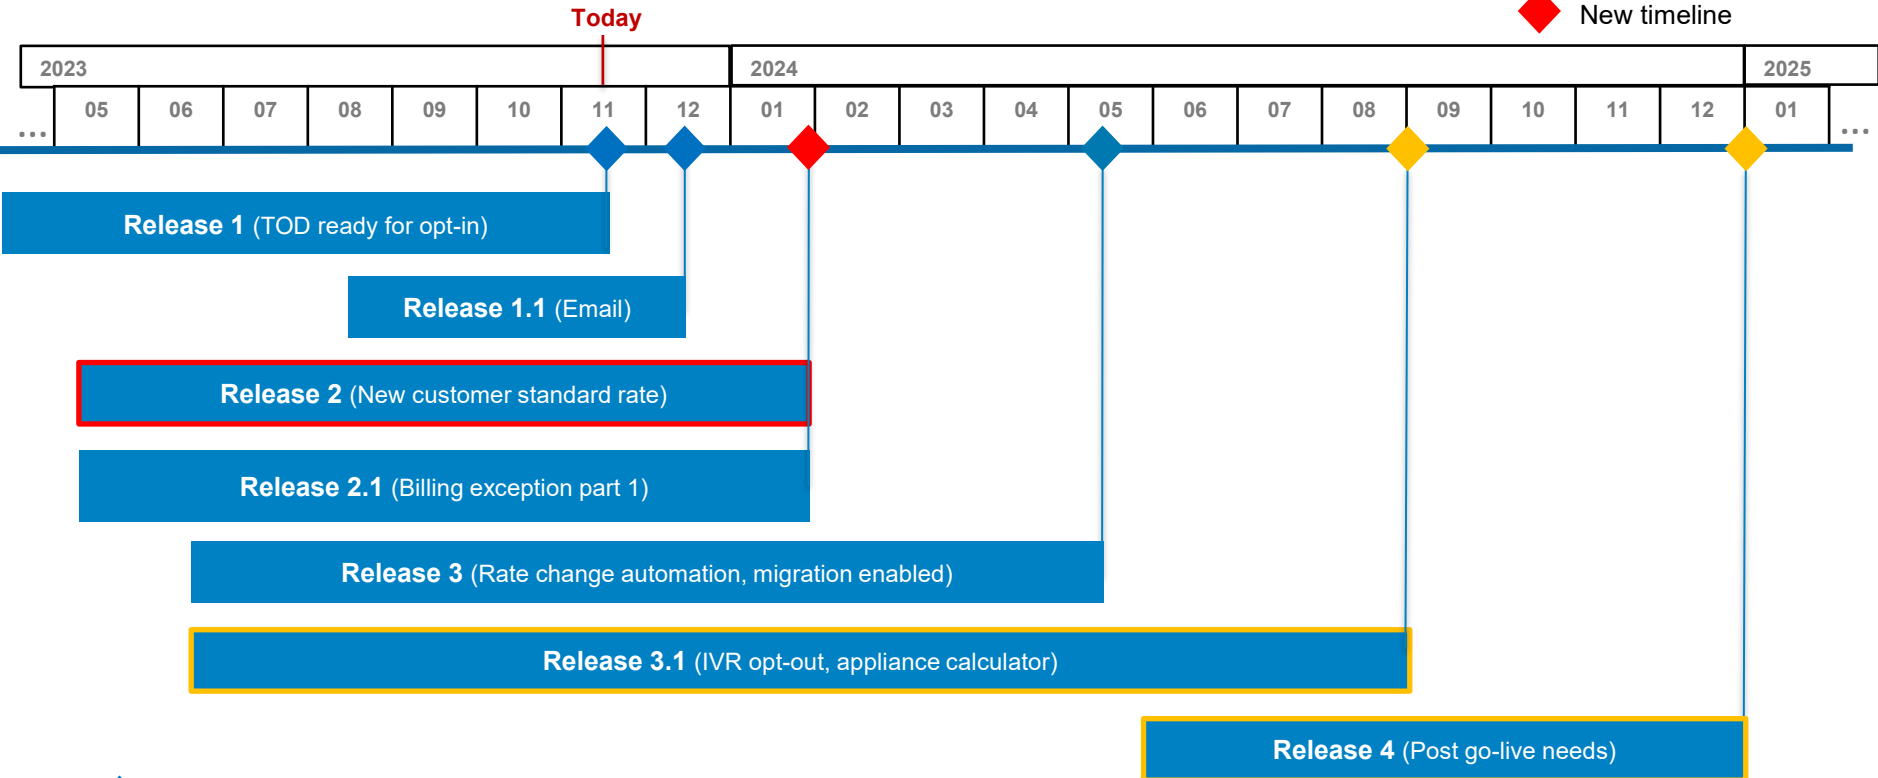 New timeline
Today
2023 2024 2025
... 05 06 07 08 09 10 11 12 01 02 03 04 05 06 07 08 09 10 11 12 01 ...
Release 1 (TOD ready for opt-in)
Release 1.1 (Email)
Release 2 (New customer standard rate)
Release 2.1 (Billing exception part 1)
Release 3 (Rate change automation, migration enabled)
Release 3.1 (IVR opt-out, appliance calculator)
Release 4 (Post go-live needs)